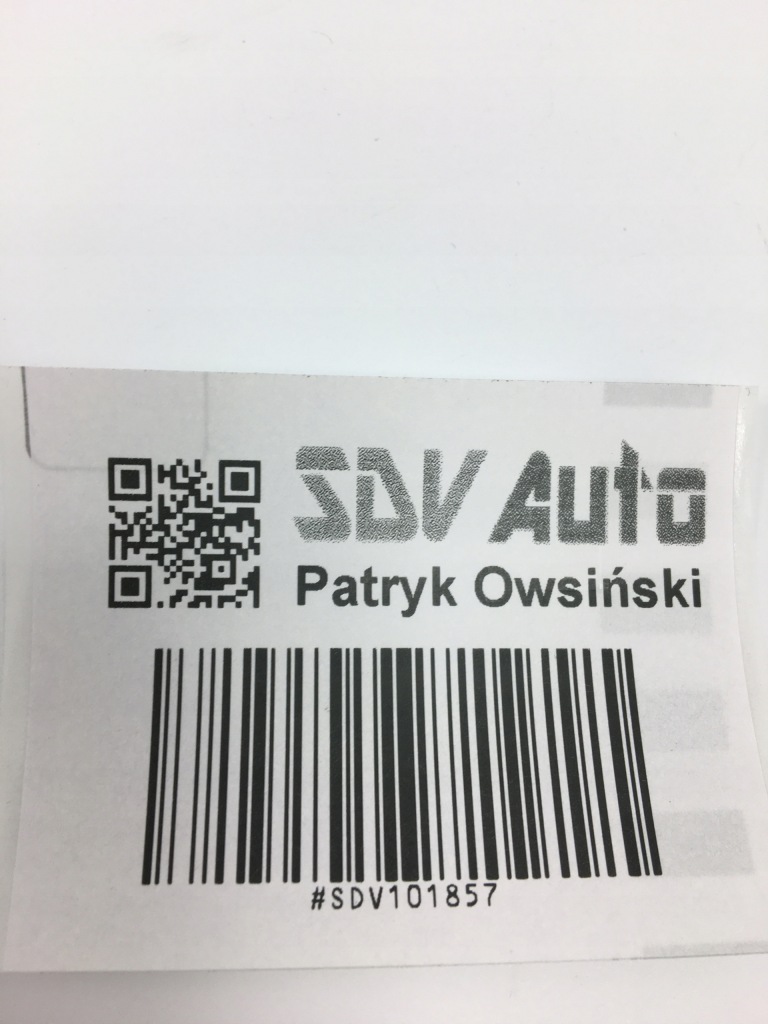 SDV Auto
Patryk Owsiński
#SDV101857